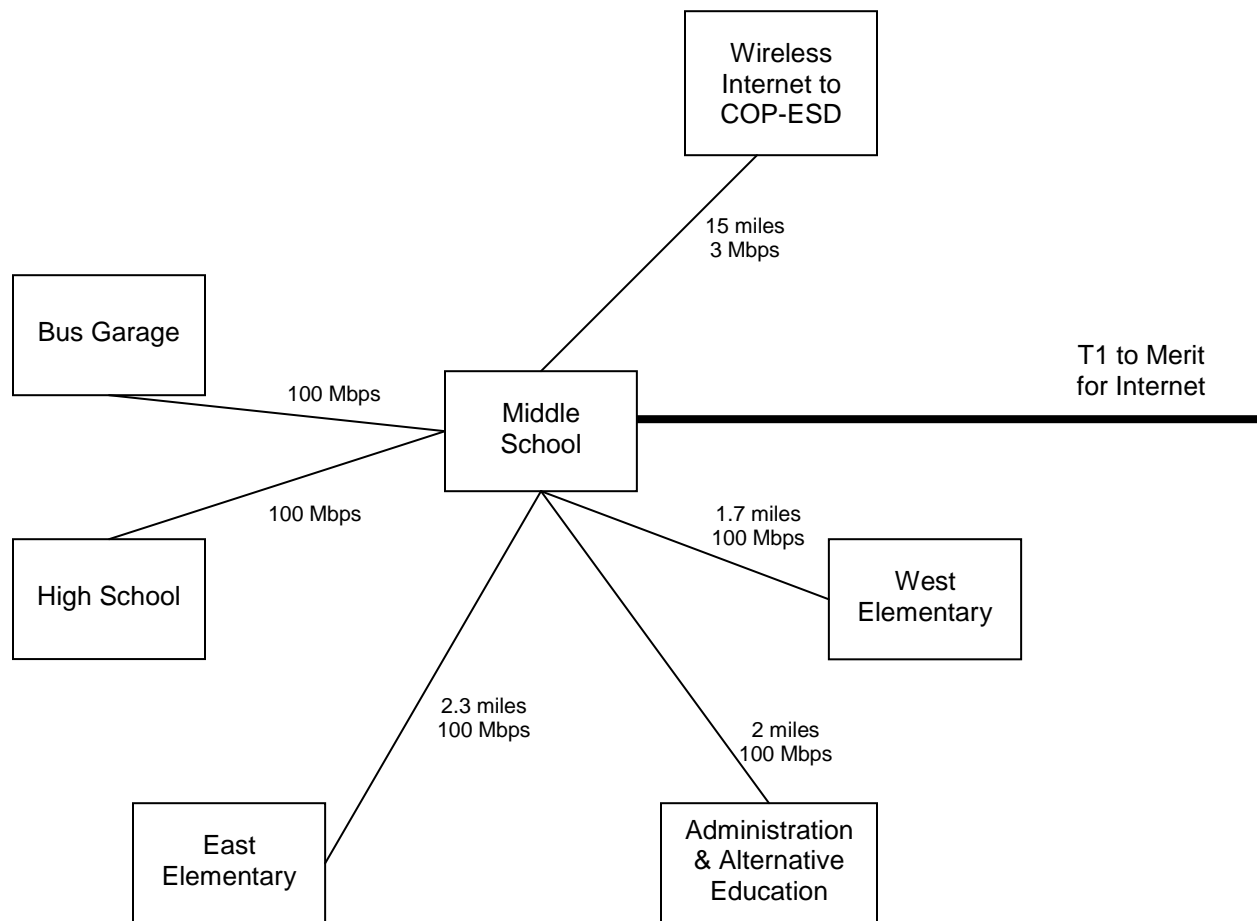 Wireless
Internet to
COP-ESD
15 miles
3 Mbps
Bus Garage
T1 to Merit
for Internet
100 Mbps
Middle
School
100 Mbps
1.7 miles
100 Mbps
High School
West
Elementary
2.3 miles
100 Mbps
2 miles
100 Mbps
East
Elementary
Administration
& Alternative
Education